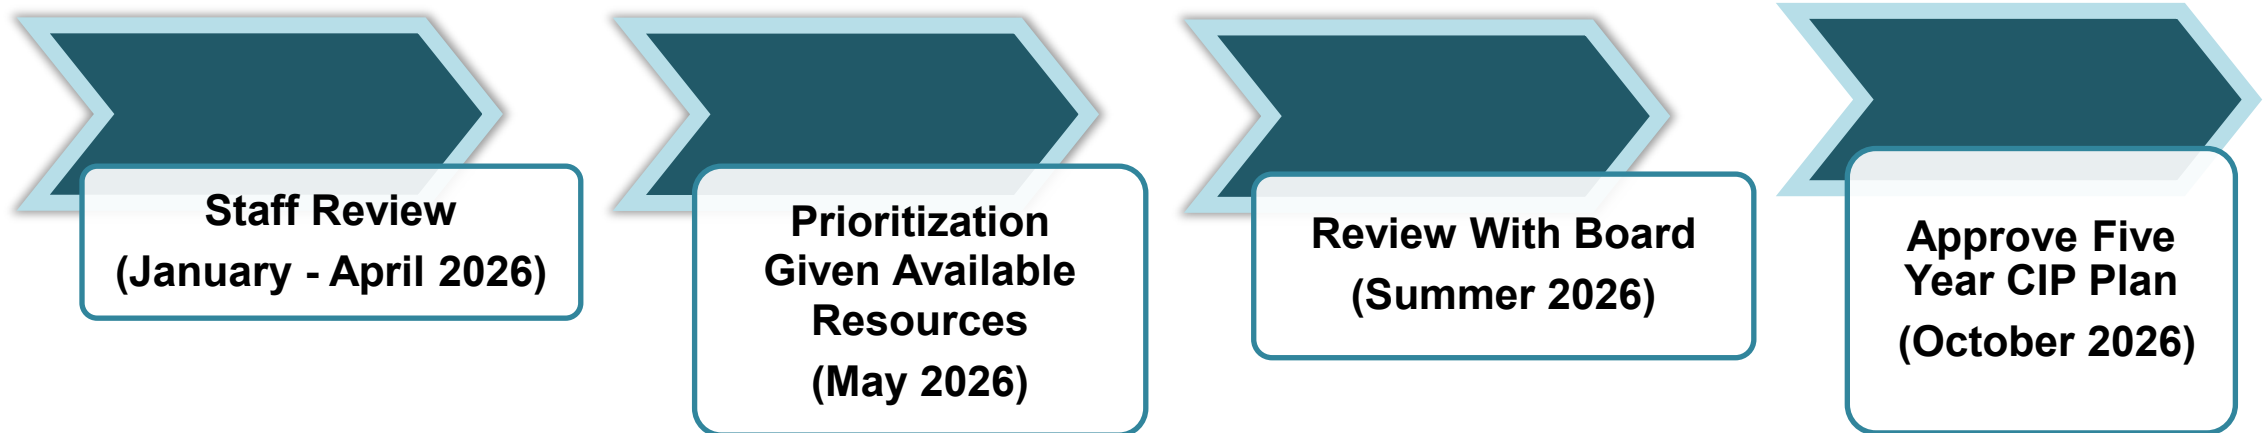 Staff Review
(January - April 2026)
Prioritization
Given Available
Resources
(May 2026)
Review With Board
(Summer 2026)
Approve Five
Year CIP Plan
(October 2026)